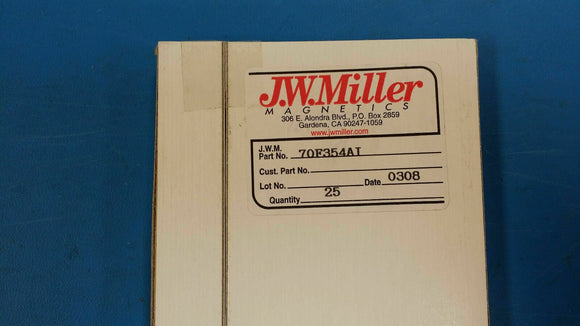 J.W.Miller
MAGNETICS
306 E. Alondra Blvd., P.O. Box 2859
Gardena, CA 90247-1059
www.jwmiller.com
J.W.M.
Part No. 70F354AI
Cust. Part No.
Lot No. Date 0308
Quantity 25